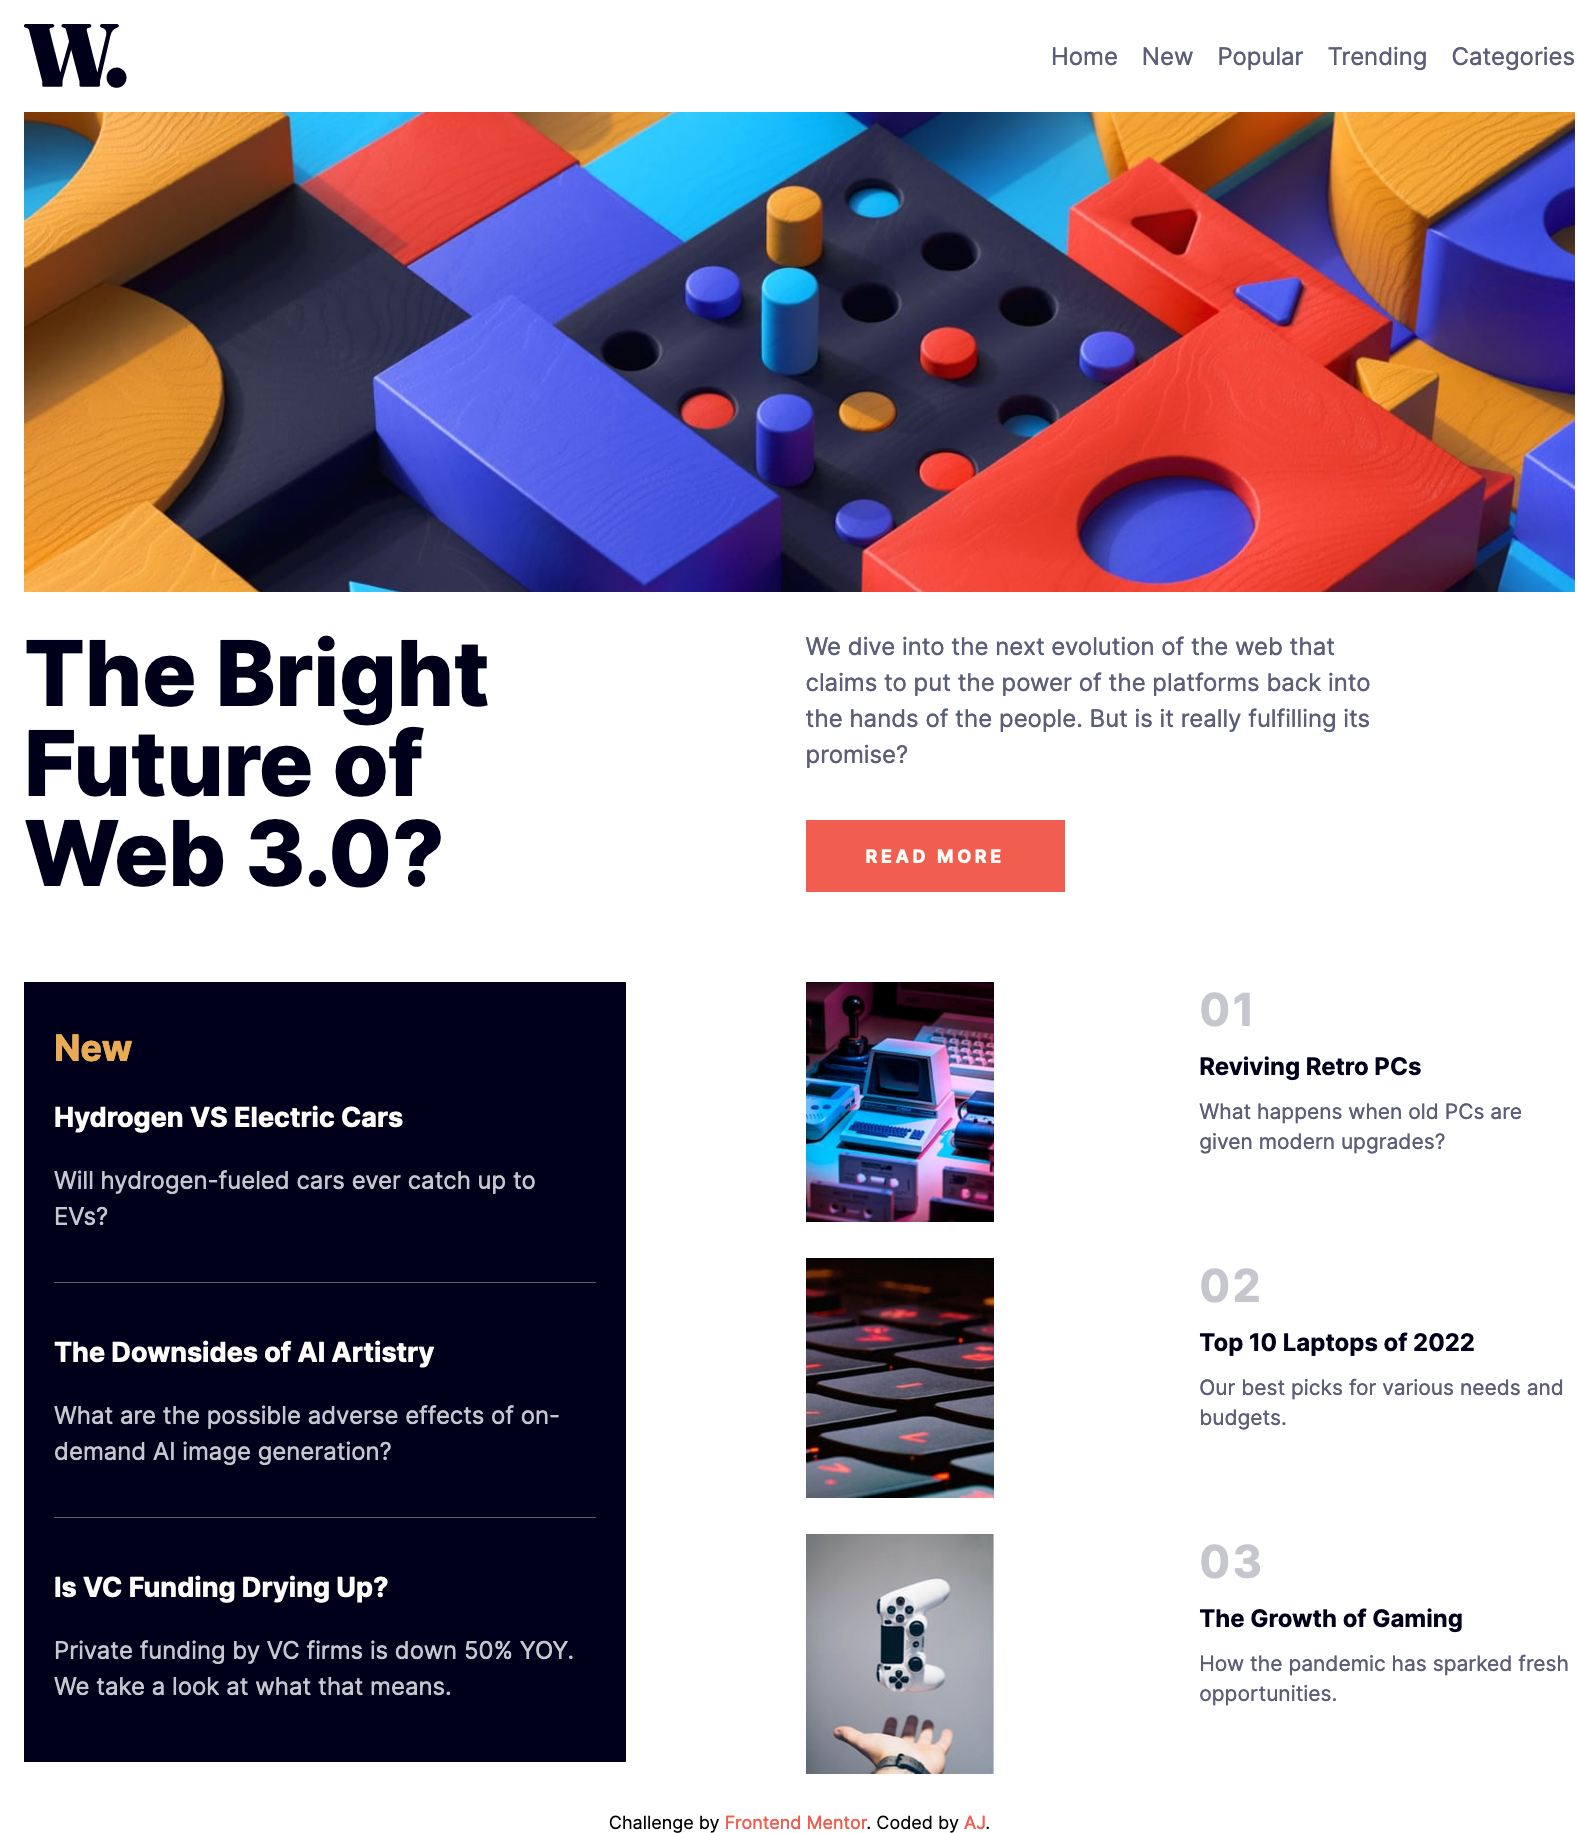 W.
Home New Popular Trending Categories
The Bright
Future of
Web 3.0?
We dive into the next evolution of the web that
claims to put the power of the platforms back into
the hands of the people. But is it really fulfilling its
promise?
READ MORE
New
Hydrogen VS Electric Cars
Will hydrogen-fueled cars ever catch up to
EVs?
The Downsides of AI Artistry
What are the possible adverse effects of on-
demand AI image generation?
Is VC Funding Drying Up?
Private funding by VC firms is down 50% YOY.
We take a look at what that means.
01
Reviving Retro PCs
What happens when old PCs are
given modern upgrades?
02
Top 10 Laptops of 2022
Our best picks for various needs and
budgets.
03
The Growth of Gaming
How the pandemic has sparked fresh
opportunities.
Challenge by Frontend Mentor. Coded by AJ.